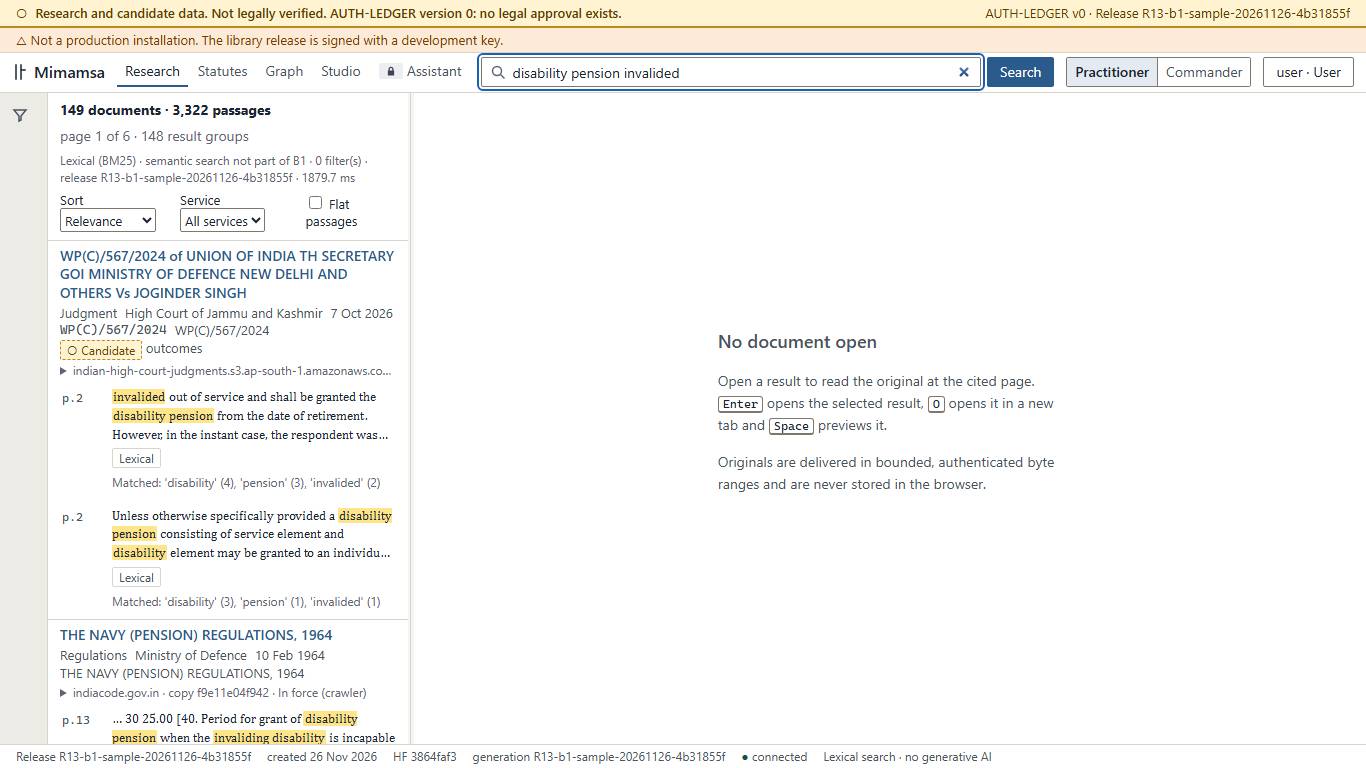 Research and candidate data. Not legally verified. AUTH-LEDGER version 0: no legal approval exists.
AUTH-LEDGER v0 · Release R13-b1-sample-20261126-4b31855f
⚠ Not a production installation. The library release is signed with a development key.
Mimamsa
Research
Statutes
Graph
Studio
Assistant
disability pension invalided
Search
Practitioner
Commander
user · User
149 documents · 3,322 passages
page 1 of 6 · 148 result groups
Lexical (BM25) · semantic search not part of B1 · 0 filter(s) ·
release R13-b1-sample-20261126-4b31855f · 1879.7 ms
Sort
Service
Flat
passages
Relevance
All services
WP(C)/567/2024 of UNION OF INDIA TH SECRETARY
GOI MINISTRY OF DEFENCE NEW DELHI AND
OTHERS Vs JOGINDER SINGH
Judgment High Court of Jammu and Kashmir 7 Oct 2026
WP(C)/567/2024 WP(C)/567/2024
Candidate outcomes
indian-high-court-judgments.s3.ap-south-1.amazonaws.co...
p.2
invalided out of service and shall be granted the
disability pension from the date of retirement.
However, in the instant case, the respondent was...
Lexical
Matched: 'disability' (4), 'pension' (3), 'invalided' (2)
p.2
Unless otherwise specifically provided a disability
pension consisting of service element and
disability element may be granted to an individu...
Lexical
Matched: 'disability' (3), 'pension' (1), 'invalided' (1)
THE NAVY (PENSION) REGULATIONS, 1964
Regulations Ministry of Defence 10 Feb 1964
THE NAVY (PENSION) REGULATIONS, 1964
indiacode.gov.in · copy f9e11e04f942 · In force (crawler)
p.13
... 30 25.00 [40. Period for grant of disability
pension when the invaliding disability is incapable
No document open
Open a result to read the original at the cited page.
Enter opens the selected result, O opens it in a new
tab and Space previews it.
Originals are delivered in bounded, authenticated byte
ranges and are never stored in the browser.
Release R13-b1-sample-20261126-4b31855f
created 26 Nov 2026
HF 3864faf3
generation R13-b1-sample-20261126-4b31855f
● connected
Lexical search · no generative AI